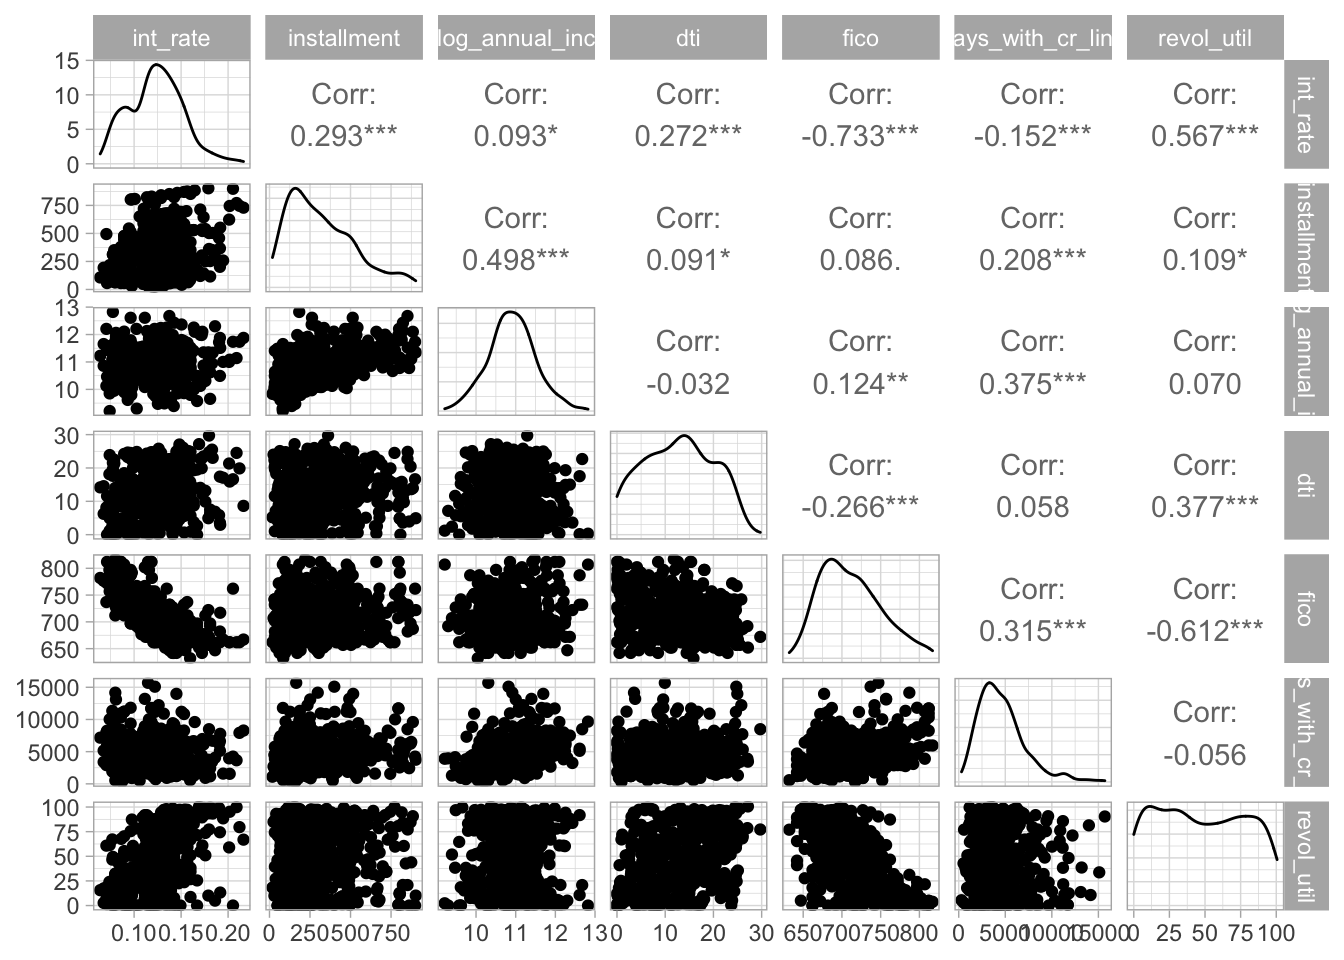 int_rate installment log_annual_inc dti fico ays_with_cr_lin revol_util
15
10
5
0
Corr: Corr: Corr: Corr: Corr: Corr:
0.293*** 0.093* 0.272*** -0.733*** -0.152*** 0.567***
int_rate
750
500
250
0
Corr: Corr: Corr: Corr: Corr:
0.498*** 0.091* 0.086. 0.208*** 0.109*
installment
13
12
11
10
Corr: Corr: Corr: Corr:
-0.032 0.124** 0.375*** 0.070
g_annual_i
30
20
10
0
Corr: Corr: Corr:
-0.266*** 0.058 0.377***
dti
800
750
700
650
Corr: Corr:
0.315*** -0.612***
fico
15000
10000
5000
0
Corr:
-0.056
s_with_cr_
100
75
50
25
0
revol_util
0.10 0.15 0.20 0 250 500 750 10 11 12 13 0 10 20 30 650 700 750 800 0 5000 10000 15000 0 25 50 75 100